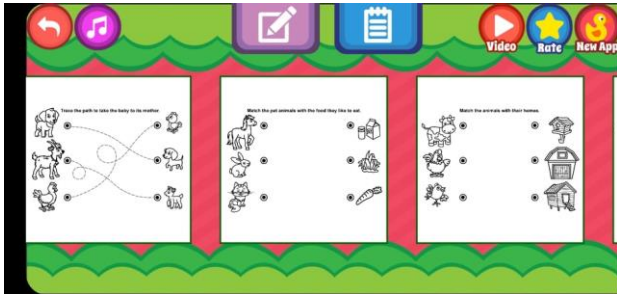 Video
Rate
New App
Trace the path to take the baby to its mother.
Match the pet animals with the food they like to eat.
Match the animals with their homes.